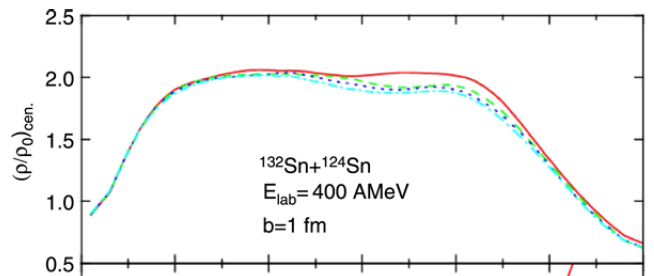 2.5
2.0
1.5
1.0
0.5
(ρ/ρ₀)cen.
¹³²Sn+¹²⁴Sn
Elab=400 AMeV
b=1 fm